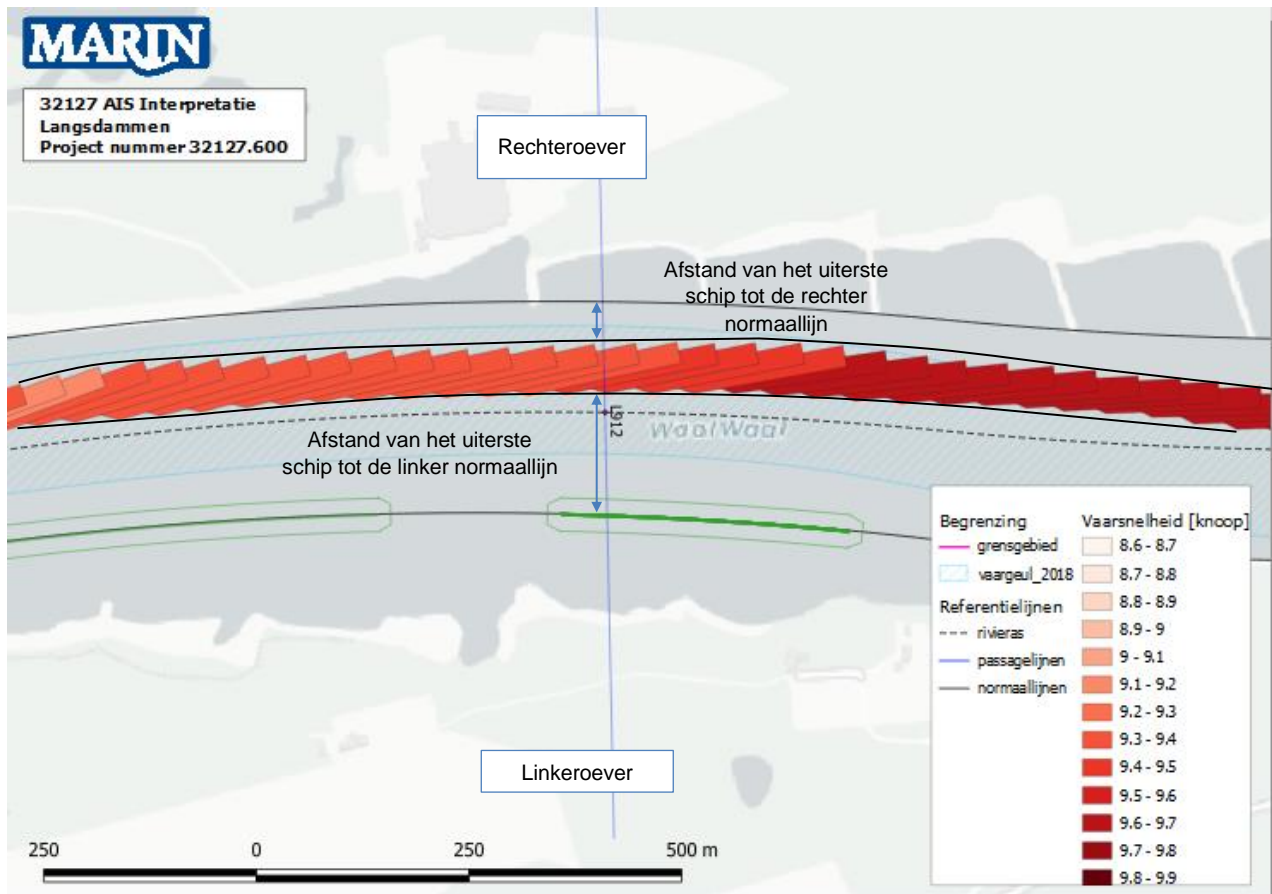 MARIN
32127 AIS Interpretatie
Langsdammen
Project nummer 32127.600
Rechteroever
Afstand van het uiterste
schip tot de rechter
normaallijn
L912
Waal Waal
Afstand van het uiterste
schip tot de linker normaallijn
Linkeroever
Begrenzing
grensgebied
vaargeul_2018
Referentielijnen
rivieras
passagelijnen
normaallijnen
Vaarsnelheid [knoop]
8.6 - 8.7
8.7 - 8.8
8.8 - 8.9
8.9 - 9
9 - 9.1
9.1 - 9.2
9.2 - 9.3
9.3 - 9.4
9.4 - 9.5
9.5 - 9.6
9.6 - 9.7
9.7 - 9.8
9.8 - 9.9
250 0 250 500 m